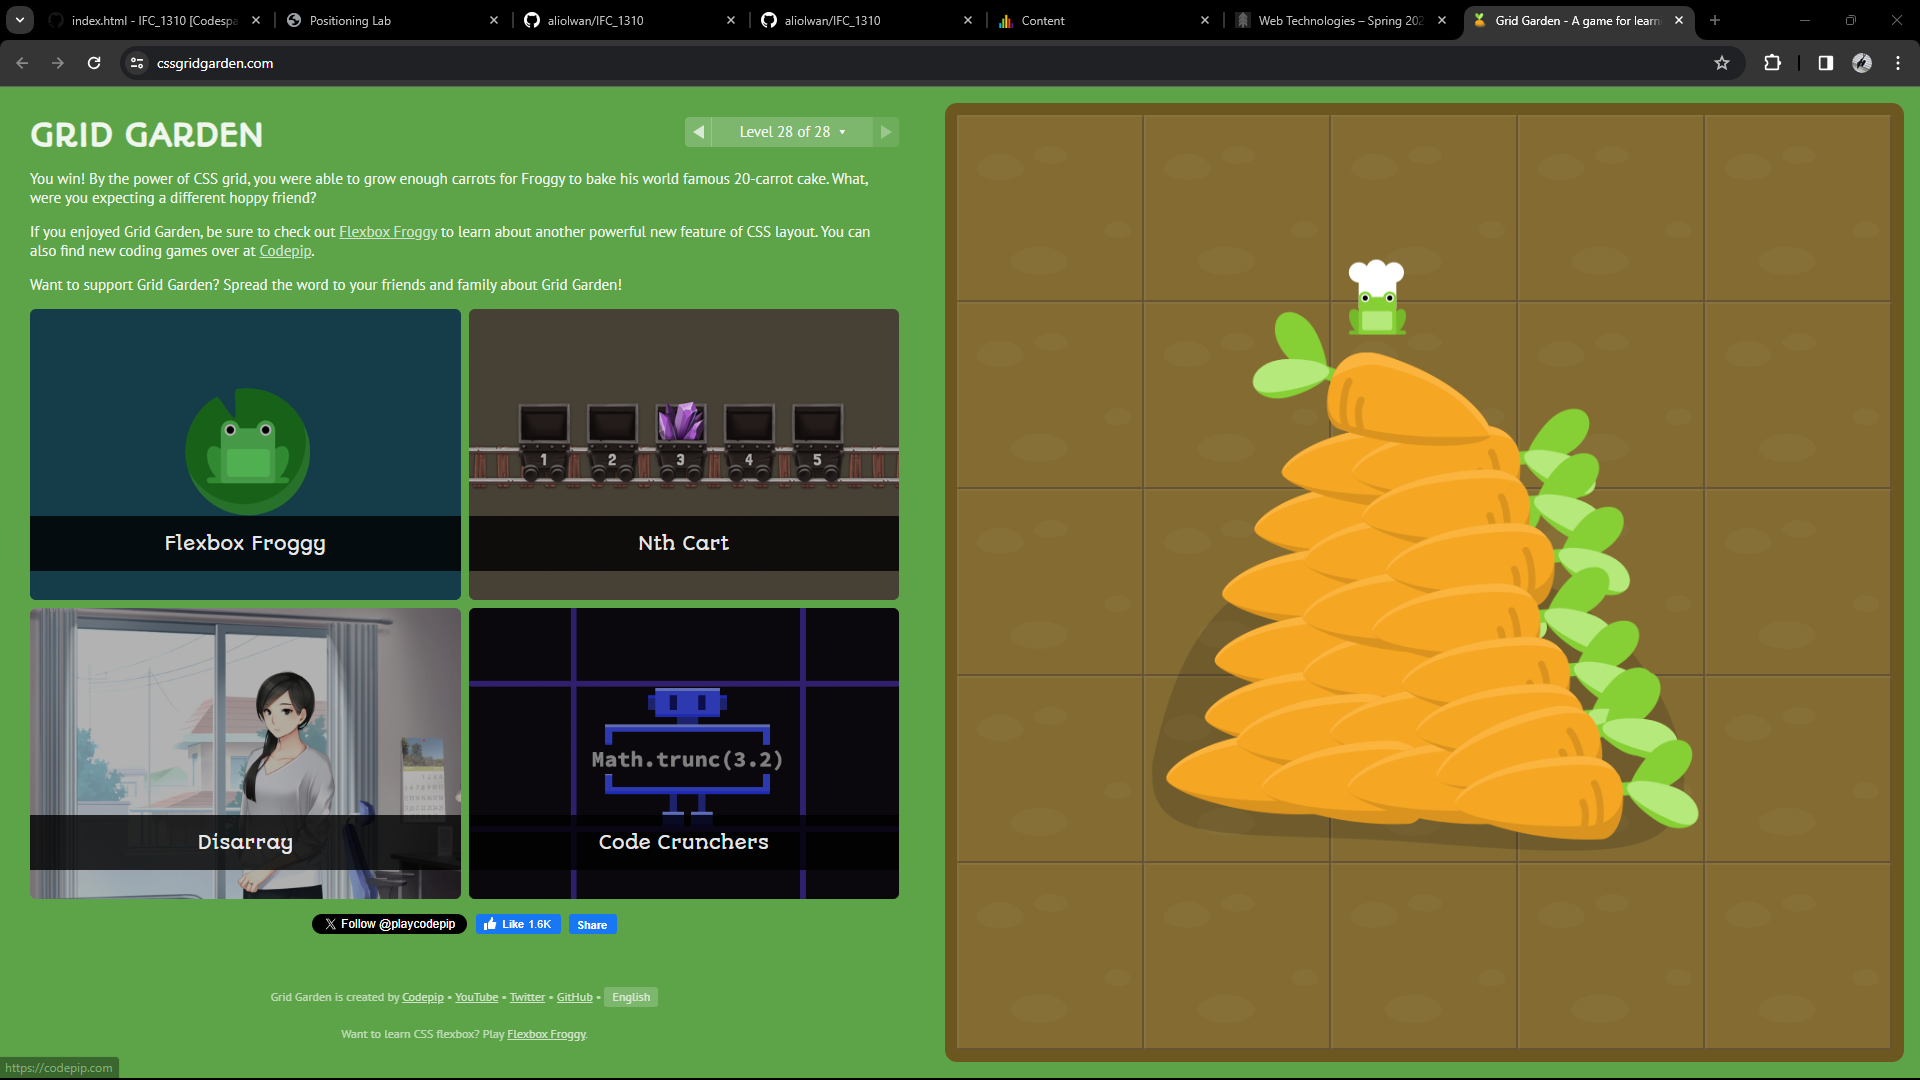 index.html - IFC_1310 [Codespa
Positioning Lab
aliolwan/IFC_1310
aliolwan/IFC_1310
Content
Web Technologies – Spring 202
Grid Garden - A game for learni
cssgridgarden.com
GRID GARDEN
Level 28 of 28
You win! By the power of CSS grid, you were able to grow enough carrots for Froggy to bake his world famous 20-carrot cake. What,
were you expecting a different hoppy friend?
If you enjoyed Grid Garden, be sure to check out Flexbox Froggy to learn about another powerful new feature of CSS layout. You can
also find new coding games over at Codepip.
Want to support Grid Garden? Spread the word to your friends and family about Grid Garden!
1 2 3 4 5
Flexbox Froggy
Nth Cart
Math.trunc(3.2)
Disarray
Code Crunchers
Follow @playcodepip
Like 1.6K
Share
Grid Garden is created by Codepip • YouTube • Twitter • GitHub • English
Want to learn CSS flexbox? Play Flexbox Froggy.
https://codepip.com